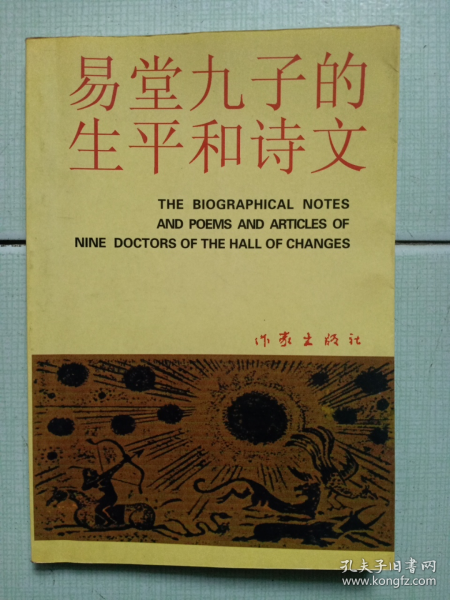 易堂九子的
生平和诗文
THE BIOGRAPHICAL NOTES
AND POEMS AND ARTICLES OF
NINE DOCTORS OF THE HALL OF CHANGES
作家出版社
孔夫子旧书网
www.kongfz.com